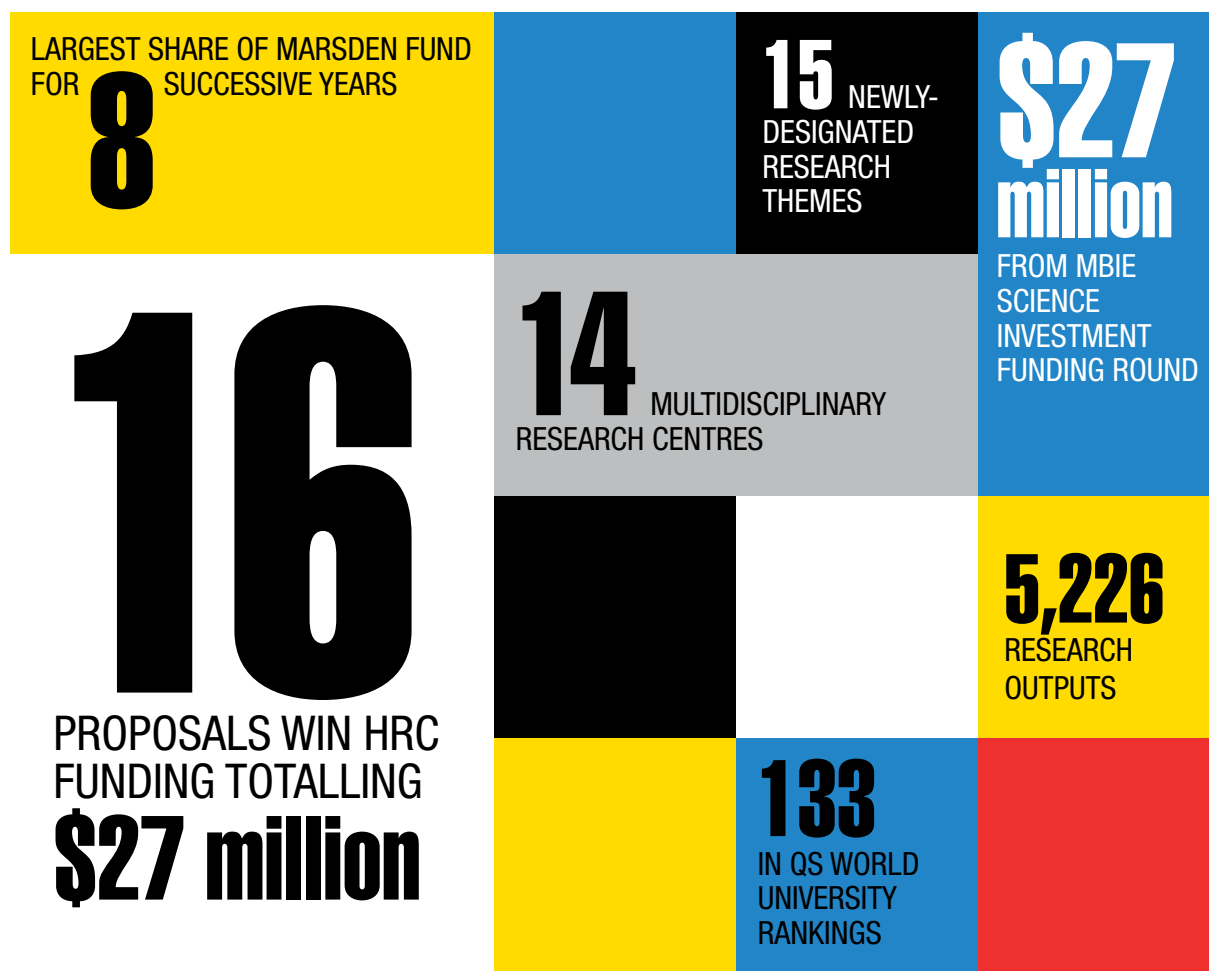 LARGEST SHARE OF MARSDEN FUND
FOR 8 SUCCESSIVE YEARS
15 NEWLY-
DESIGNATED
RESEARCH
THEMES
$27
million
FROM MBIE
SCIENCE
INVESTMENT
FUNDING ROUND
16
PROPOSALS WIN HRC
FUNDING TOTALLING
$27 million
14 MULTIDISCIPLINARY
RESEARCH CENTRES
5,226
RESEARCH
OUTPUTS
133
IN QS WORLD
UNIVERSITY
RANKINGS